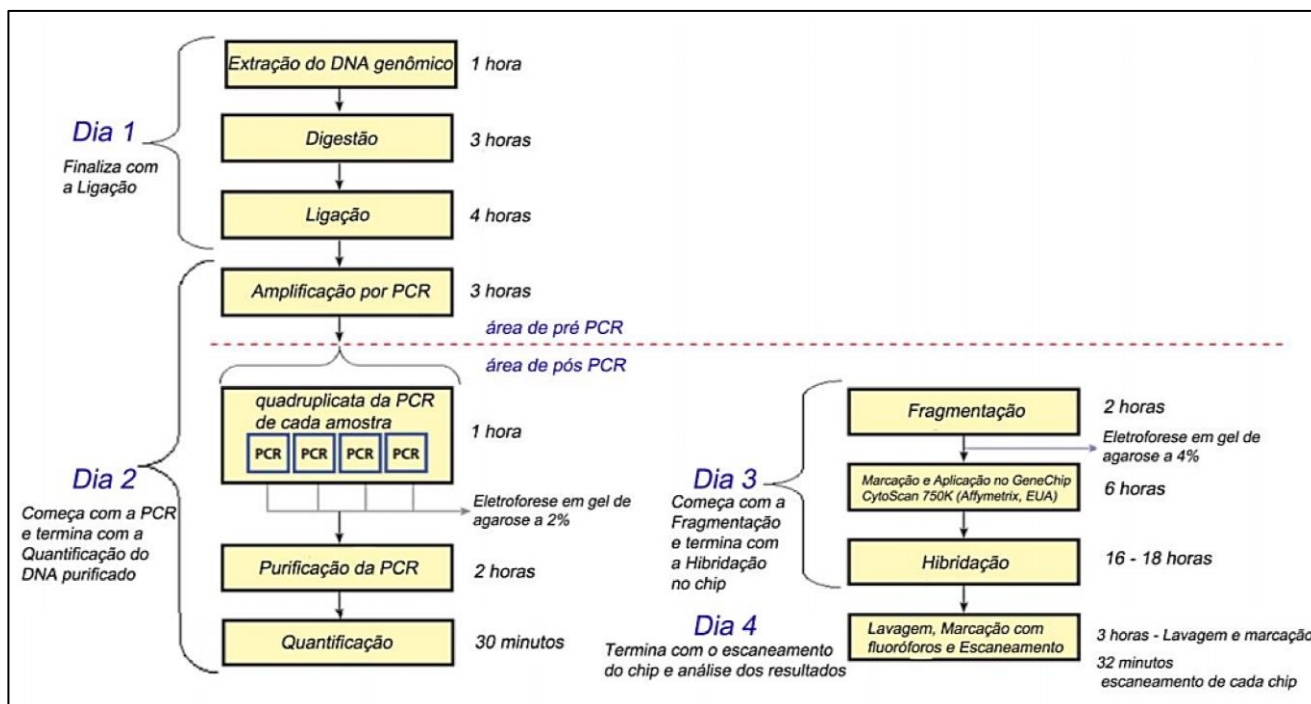 Extração do DNA genômico
1 hora
Dia 1
Finaliza com
a Ligação
Digestão
3 horas
Ligação
4 horas
Amplificação por PCR
3 horas
área de pré PCR
área de pós PCR
quadruplicata da PCR
de cada amostra
PCR PCR PCR PCR
1 hora
Dia 2
Começa com a PCR
e termina com a
Quantificação do
DNA purificado
Eletroforese em gel de
agarose a 2%
Purificação da PCR
2 horas
Quantificação
30 minutos
Fragmentação
2 horas
Eletroforese em gel de
agarose a 4%
Dia 3
Começa com a
Fragmentação
e termina com
a Hibridação
no chip
Marcação e Aplicação no GeneChip
CytoScan 750K (Affymetrix, EUA)
6 horas
Hibridação
16 - 18 horas
Dia 4
Termina com o escaneamento
do chip e análise dos resultados
Lavagem, Marcação com
fluoróforos e Escaneamento
3 horas - Lavagem e marcação
32 minutos
escaneamento de cada chip